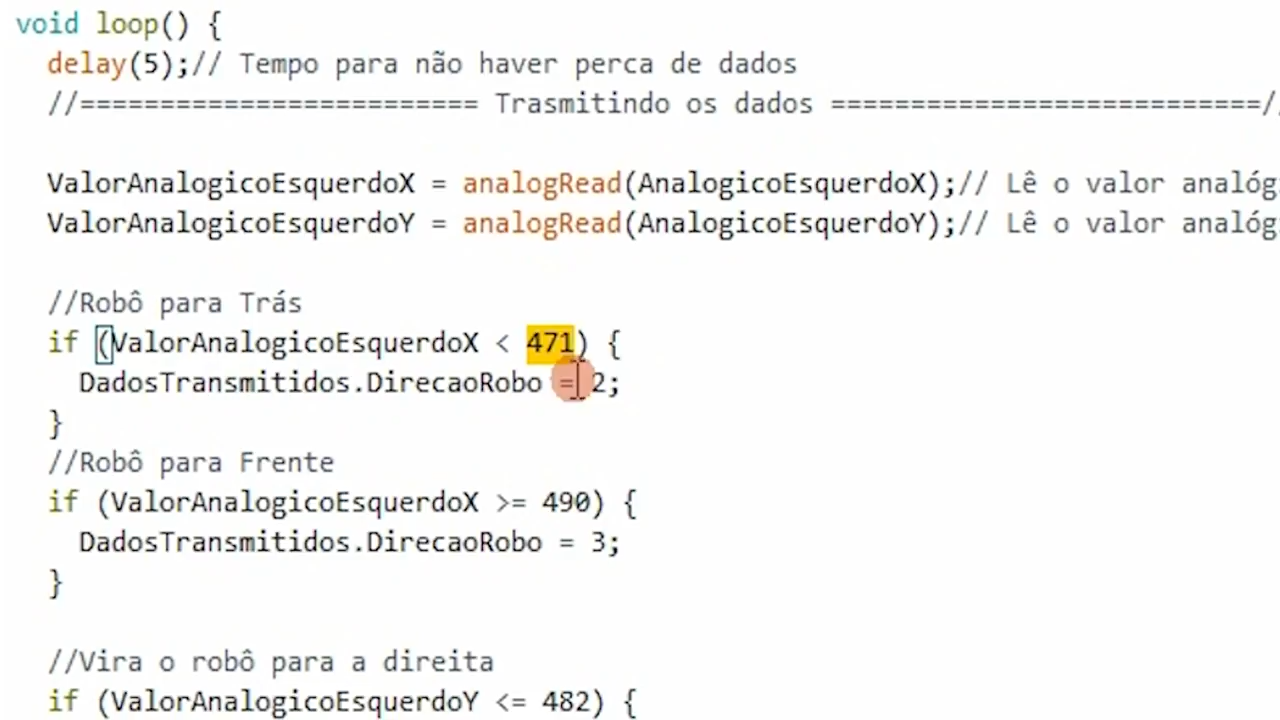 void loop() {
delay(5);// Tempo para não haver perca de dados
//========================= Trasmitindo os dados ===========================//
ValorAnalogicoEsquerdoX = analogRead(AnalogicoEsquerdoX);// Lê o valor analóg
ValorAnalogicoEsquerdoY = analogRead(AnalogicoEsquerdoY);// Lê o valor analóg
//Robô para Trás
if (ValorAnalogicoEsquerdoX < 471) {
DadosTransmitidos.DirecaoRobo = 2;
}
//Robô para Frente
if (ValorAnalogicoEsquerdoX >= 490) {
DadosTransmitidos.DirecaoRobo = 3;
}
//Vira o robô para a direita
if (ValorAnalogicoEsquerdoY <= 482) {